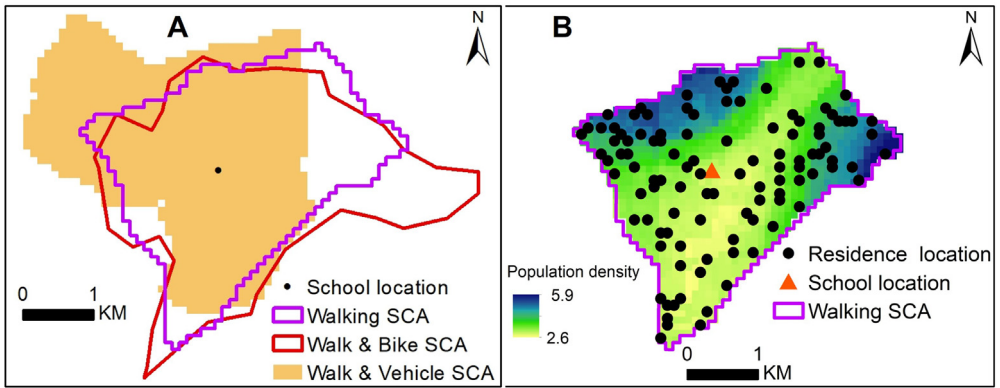 A
N
School location
Walking SCA
Walk & Bike SCA
Walk & Vehicle SCA
0 1
KM
B
N
Population density
5.9
2.6
Residence location
School location
Walking SCA
0 1
KM